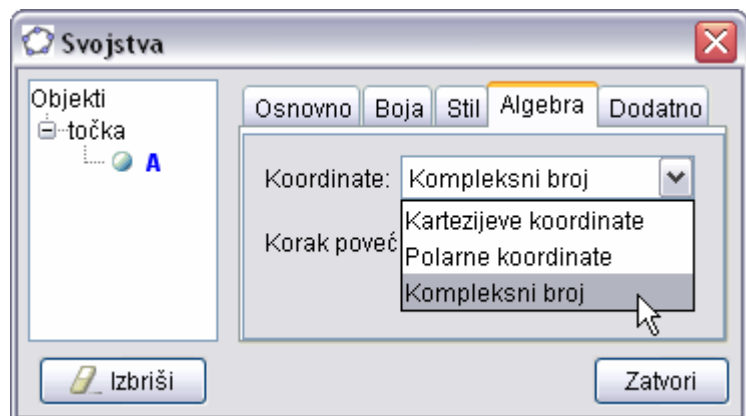 Svojstva
Objekti
točka
A
Osnovno Boja Stil Algebra Dodatno
Koordinate: Kompleksni broj
Kartezijeve koordinate
Korak poveć
Polarne koordinate
Kompleksni broj
Izbriši
Zatvori